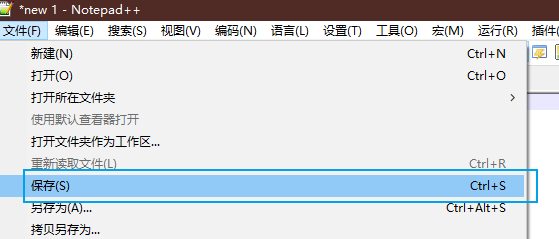 *new 1 - Notepad++
文件(F) 编辑(E) 搜索(S) 视图(V) 编码(N) 语言(L) 设置(T) 工具(O) 宏(M) 运行(R) 插件
新建(N) Ctrl+N
打开(O) Ctrl+O
打开所在文件夹
使用默认查看器打开
打开文件夹作为工作区...
重新读取文件(L) Ctrl+R
保存(S) Ctrl+S
另存为(A)... Ctrl+Alt+S
拷贝另存为...